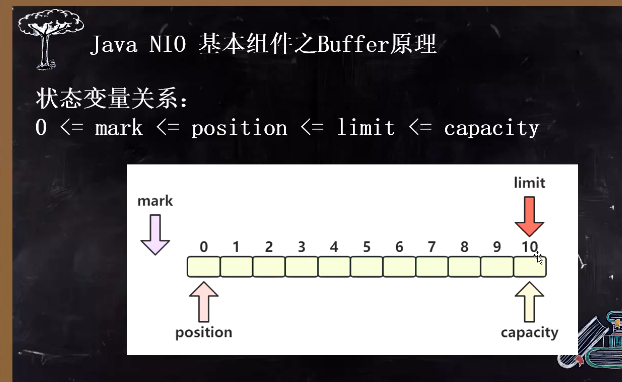 Java NIO 基本组件之Buffer原理
状态变量关系：
0 <= mark <= position <= limit <= capacity
limit
mark
0 1 2 3 4 5 6 7 8 9 10
position
capacity